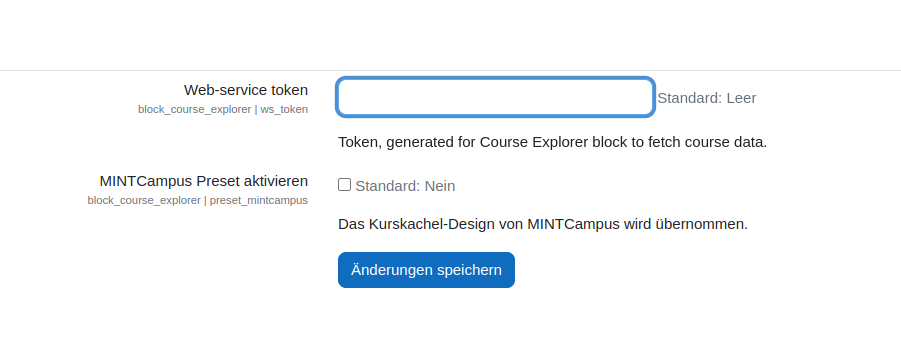 Web-service token
Standard: Leer
block_course_explorer | ws_token
Token, generated for Course Explorer block to fetch course data.
MINTCampus Preset aktivieren
Standard: Nein
block_course_explorer | preset_mintcampus
Das Kurskachel-Design von MINTCampus wird übernommen.
Änderungen speichern